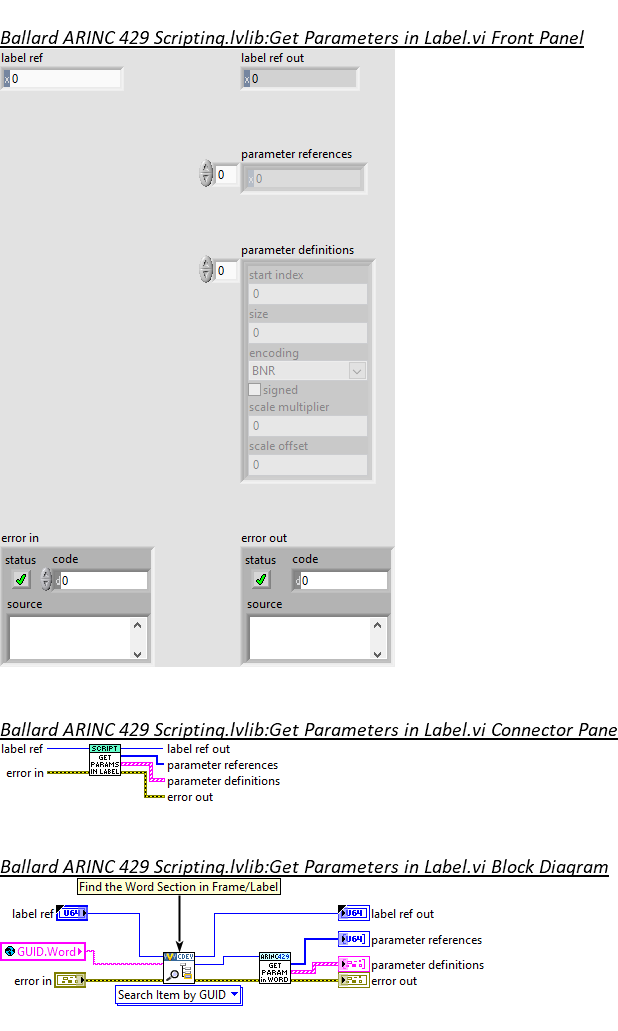 Ballard ARINC 429 Scripting.lvlib:Get Parameters in Label.vi Front Panel
label ref
label ref out
x 0
x 0
parameter references
0
x 0
parameter definitions
0
start index
0
size
0
encoding
BNR
signed
scale multiplier
0
scale offset
0
error in
error out
status code
status code
d 0
d 0
source
source
Ballard ARINC 429 Scripting.lvlib:Get Parameters in Label.vi Connector Pane
label ref
SCRIPT
GET
PARAMS
IN LABEL
label ref out
parameter references
error in
parameter definitions
error out
Ballard ARINC 429 Scripting.lvlib:Get Parameters in Label.vi Block Diagram
Find the Word Section in Frame/Label
label ref
U64
U64
label ref out
U64
parameter references
GUID.Word
CDEV
ARINC429
GET
PARAM
in WORD
parameter definitions
error in
error out
Search Item by GUID